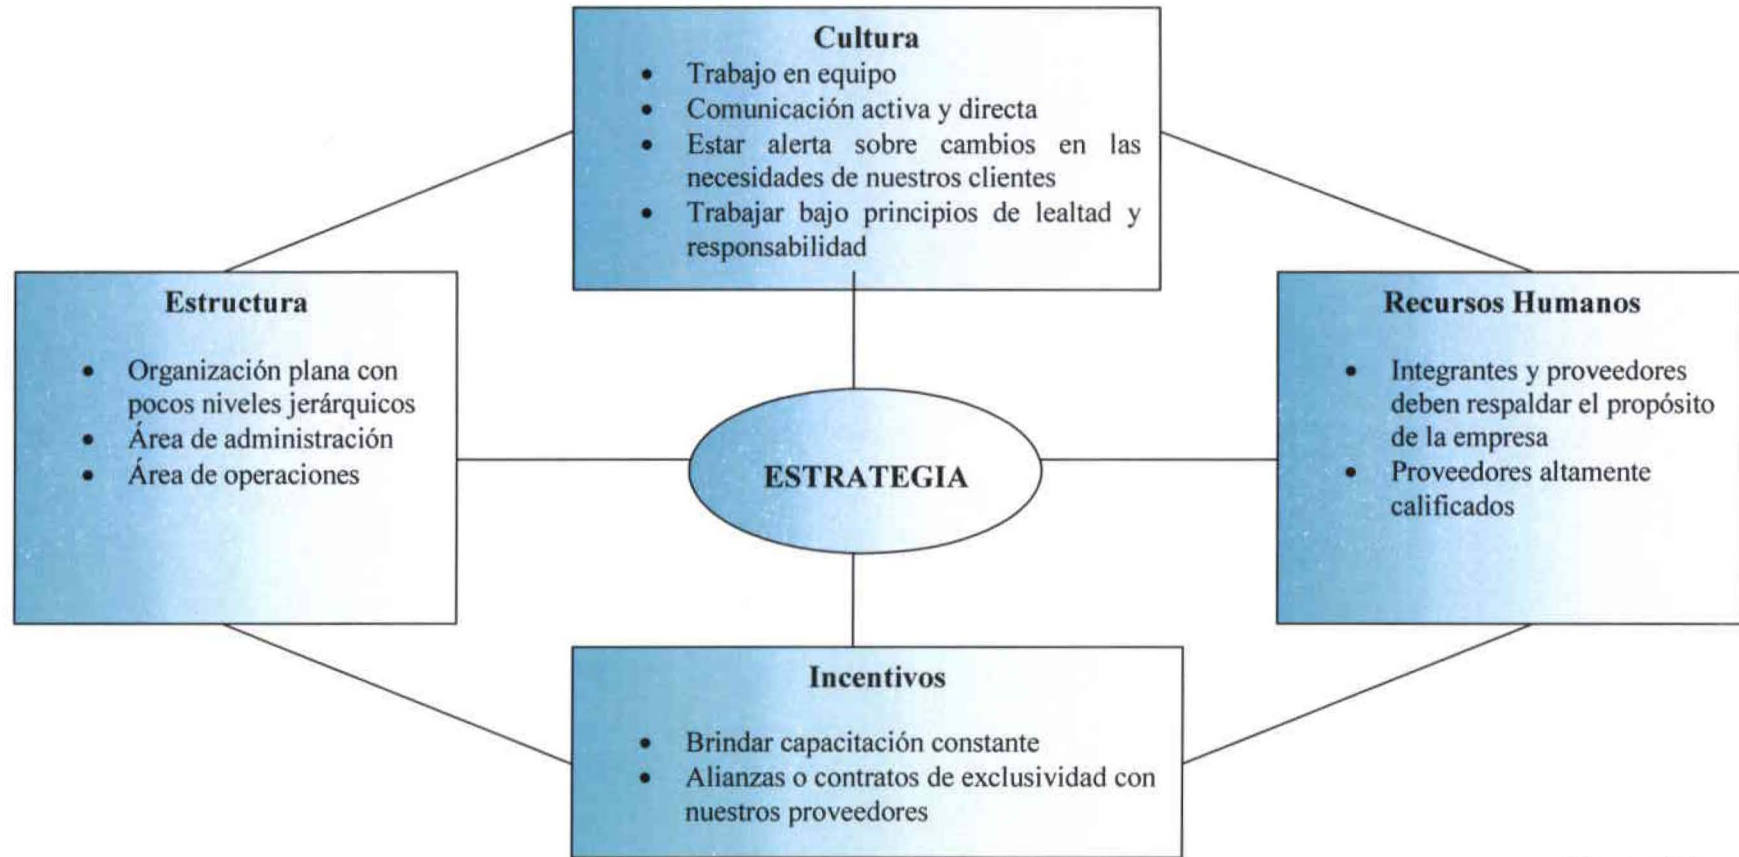 Cultura
• Trabajo en equipo
• Comunicación activa y directa
• Estar alerta sobre cambios en las
necesidades de nuestros clientes
• Trabajar bajo principios de lealtad y
responsabilidad
Estructura
• Organización plana con
pocos niveles jerárquicos
• Área de administración
• Área de operaciones
ESTRATEGIA
Recursos Humanos
• Integrantes y proveedores
deben respaldar el propósito
de la empresa
• Proveedores altamente
calificados
Incentivos
• Brindar capacitación constante
• Alianzas o contratos de exclusividad con
nuestros proveedores